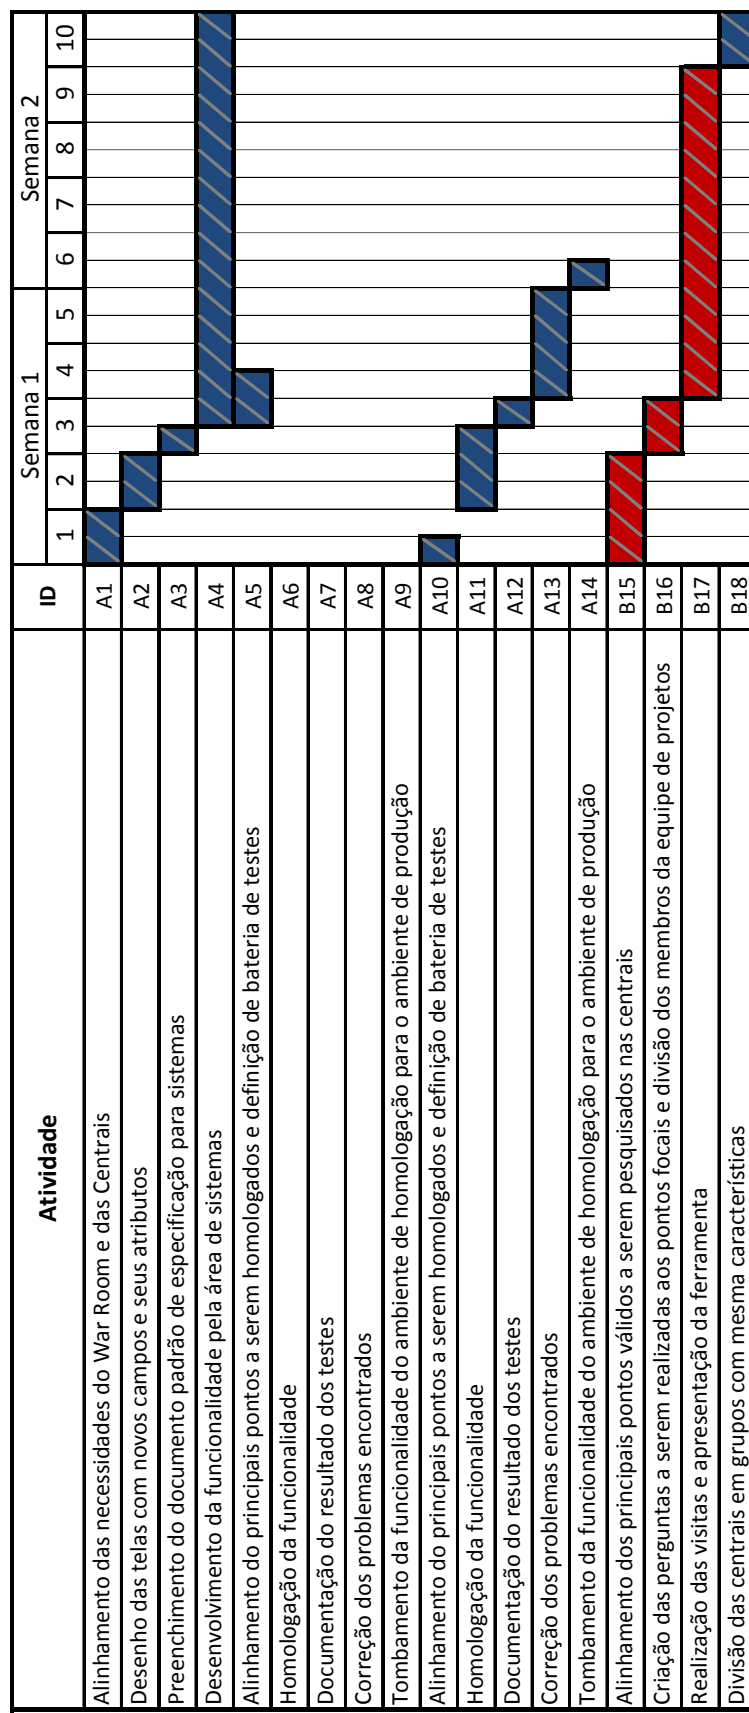 Atividade ID Semana 1 Semana 2
1 2 3 4 5 6 7 8 9 10
Alinhamento das necessidades do War Room e das Centrais A1
Desenho das telas com novos campos e seus atributos A2
Preenchimento do documento padrão de especificação para sistemas A3
Desenvolvimento da funcionalidade pela área de sistemas A4
Alinhamento do principais pontos a serem homologados e definição de bateria de testes A5
Homologação da funcionalidade A6
Documentação do resultado dos testes A7
Correção dos problemas encontrados A8
Tombamento da funcionalidade do ambiente de homologação para o ambiente de produção A9
Alinhamento do principais pontos a serem homologados e definição de bateria de testes A10
Homologação da funcionalidade A11
Documentação do resultado dos testes A12
Correção dos problemas encontrados A13
Tombamento da funcionalidade do ambiente de homologação para o ambiente de produção A14
Alinhamento dos principais pontos válidos a serem pesquisados nas centrais B15
Criação das perguntas a serem realizadas aos pontos focais e divisão dos membros da equipe de projetos B16
Realização das visitas e apresentação da ferramenta B17
Divisão das centrais em grupos com mesma características B18